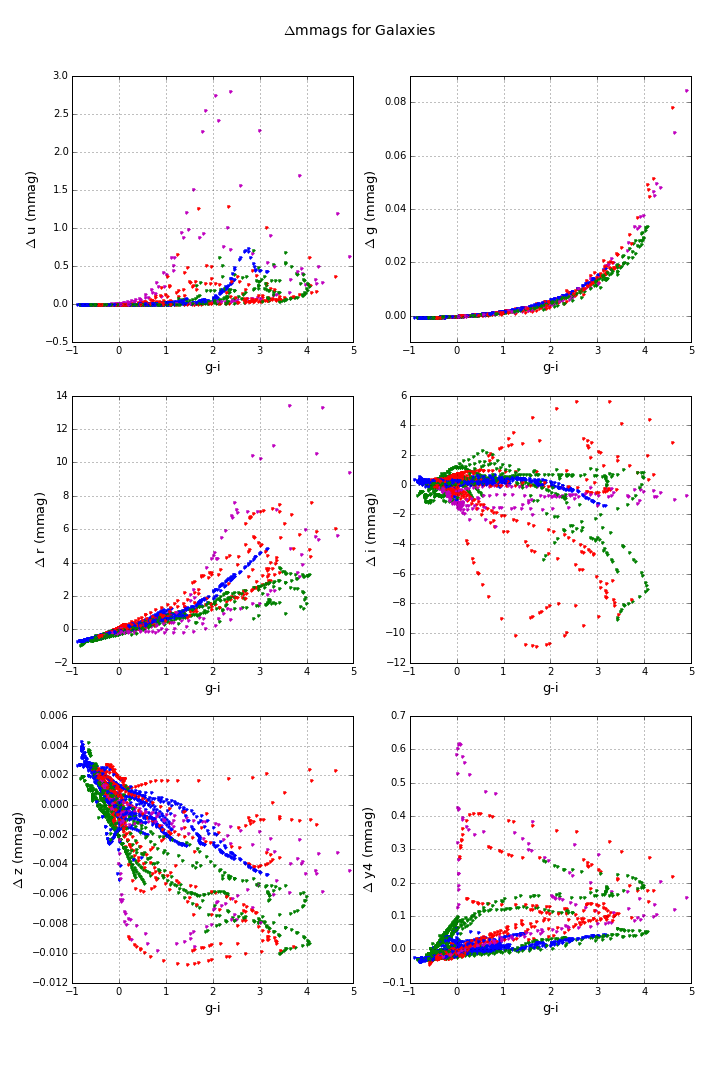 Δmmags for Galaxies
Δ u (mmag)
3.0
2.5
2.0
1.5
1.0
0.5
0.0
−0.5
−1 0 1 2 3 4 5
g-i
Δ g (mmag)
0.08
0.06
0.04
0.02
0.00
−1 0 1 2 3 4 5
g-i
Δ r (mmag)
14
12
10
8
6
4
2
0
−2
−1 0 1 2 3 4 5
g-i
Δ i (mmag)
6
4
2
0
−2
−4
−6
−8
−10
−12
−1 0 1 2 3 4 5
g-i
Δ z (mmag)
0.006
0.004
0.002
0.000
−0.002
−0.004
−0.006
−0.008
−0.010
−0.012
−1 0 1 2 3 4 5
g-i
Δ y4 (mmag)
0.7
0.6
0.5
0.4
0.3
0.2
0.1
0.0
−0.1
−1 0 1 2 3 4 5
g-i